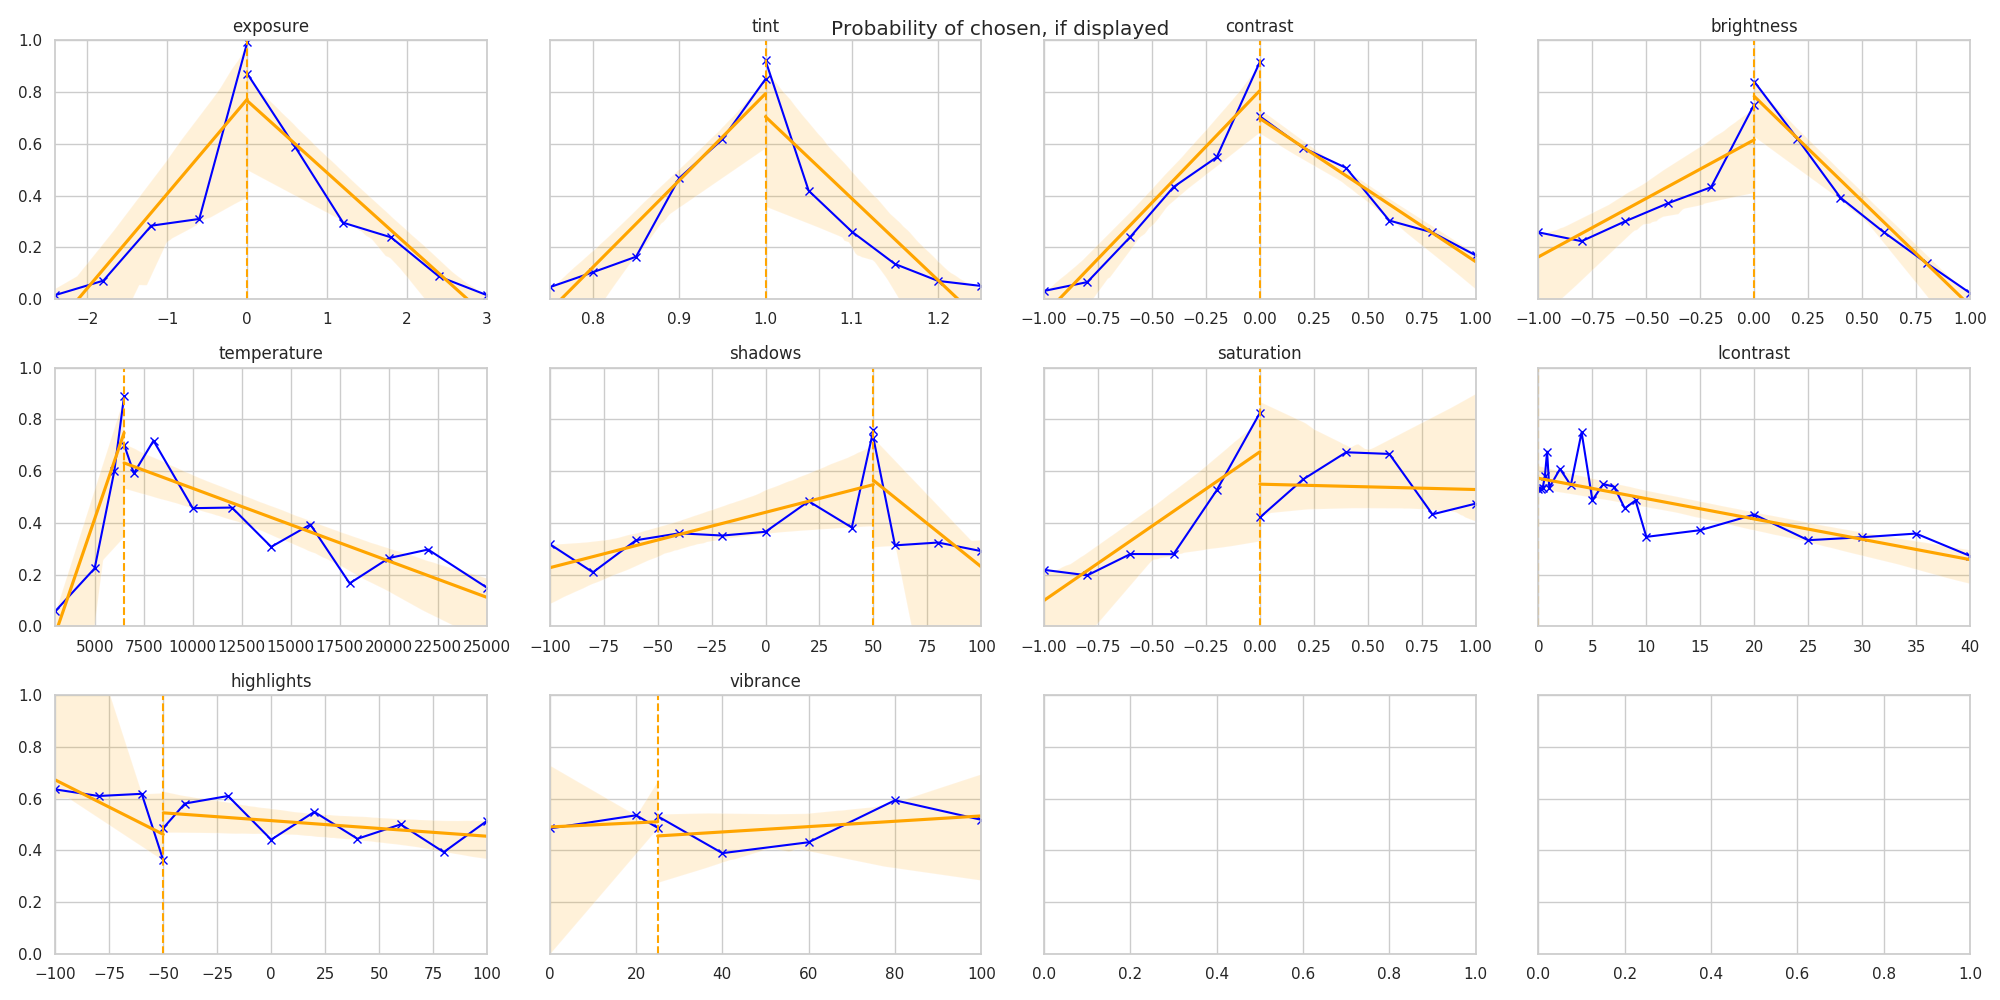 Probability of chosen, if displayed
exposure
tint
contrast
brightness
1.0
0.8
0.6
0.4
0.2
0.0
−2 −1 0 1 2 3
0.8 0.9 1.0 1.1 1.2
−1.00 −0.75 −0.50 −0.25 0.00 0.25 0.50 0.75 1.00
−1.00 −0.75 −0.50 −0.25 0.00 0.25 0.50 0.75 1.00
temperature
shadows
saturation
lcontrast
1.0
0.8
0.6
0.4
0.2
0.0
5000 7500 10000 12500 15000 17500 20000 22500 25000
−100 −75 −50 −25 0 25 50 75 100
−1.00 −0.75 −0.50 −0.25 0.00 0.25 0.50 0.75 1.00
0 5 10 15 20 25 30 35 40
highlights
vibrance
1.0
0.8
0.6
0.4
0.2
0.0
−100 −75 −50 −25 0 25 50 75 100
0 20 40 60 80 100
0.0 0.2 0.4 0.6 0.8 1.0
0.0 0.2 0.4 0.6 0.8 1.0